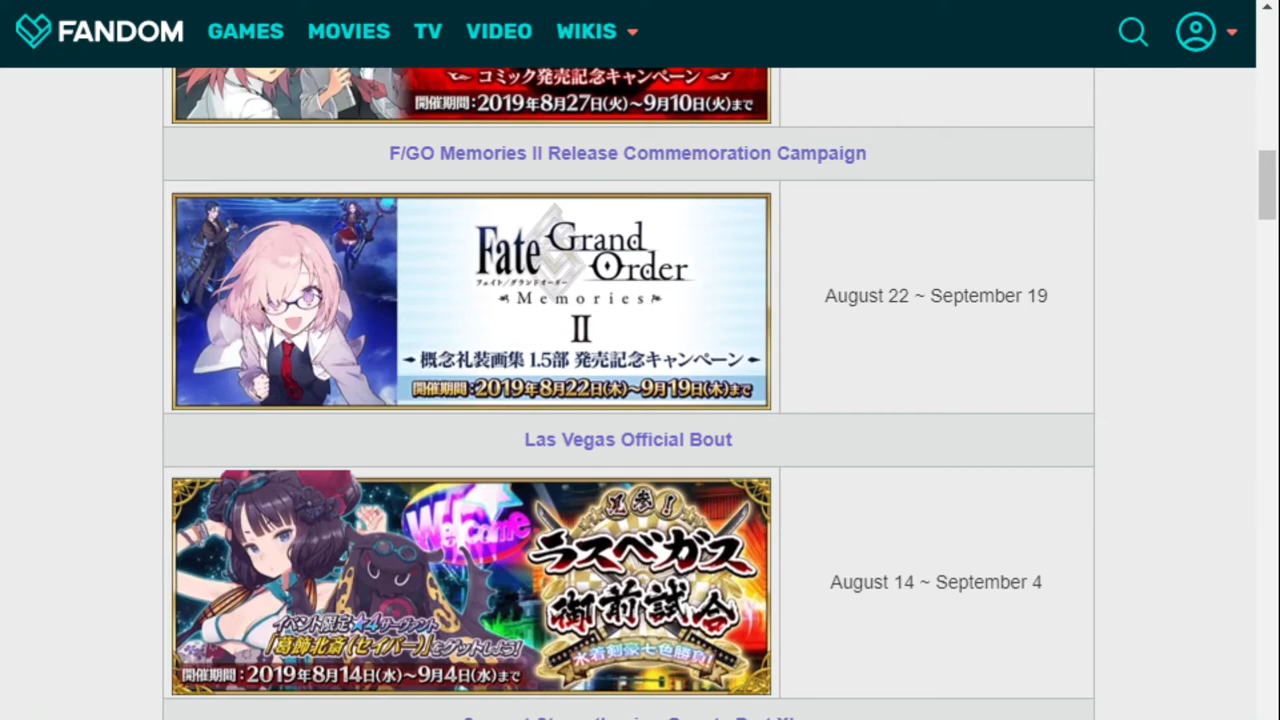 FANDOM GAMES MOVIES TV VIDEO WIKIS
コミック発売記念キャンペーン
開催期間：2019年8月27日(火)～9月10日(火)まで
F/GO Memories II Release Commemoration Campaign
Fate Grand Order
フェイト/グランドオーダー
Memories
II
概念礼装画集 1.5部 発売記念キャンペーン
開催期間：2019年8月22日(木)～9月19日(木)まで
August 22 ~ September 19
Las Vegas Official Bout
Welcome
見参！
ラスベガス
御前試合
水着剣豪七色勝負！
イベント限定★4サーヴァント
「葛飾北斎(セイバー)」をゲットしよう！
開催期間：2019年8月14日(水)～9月4日(水)まで
August 14 ~ September 4